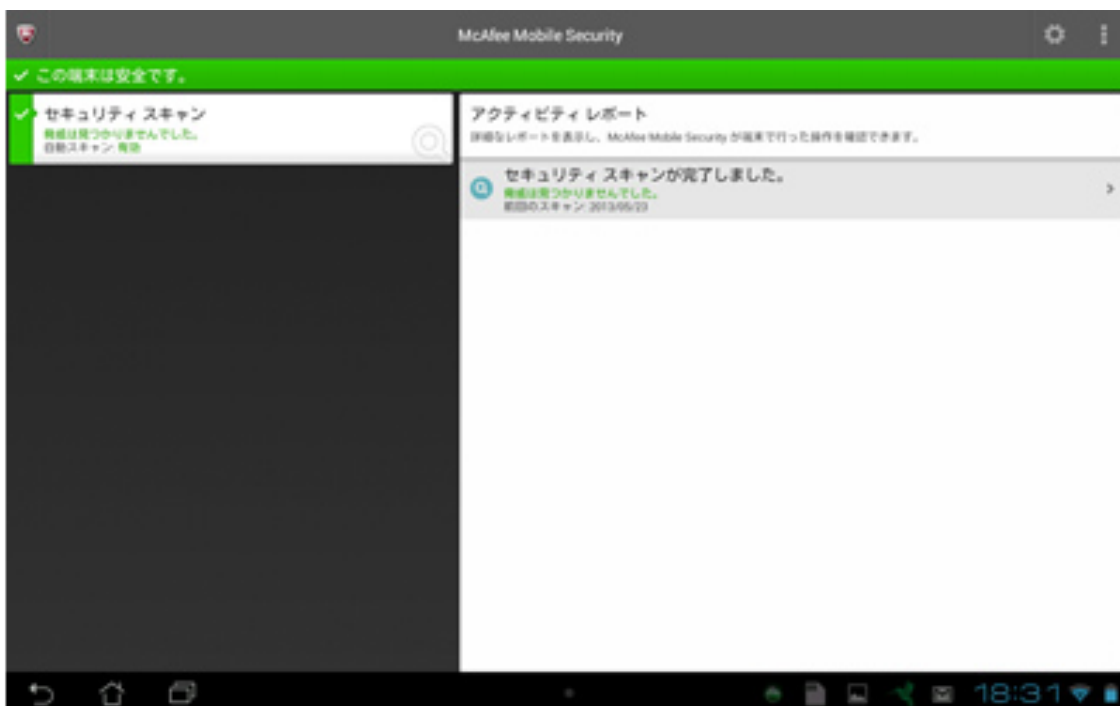 McAfee Mobile Security
この端末は安全です。
セキュリティ スキャン
脅威は見つかりませんでした。
自動スキャン: 有効
アクティビティ レポート
詳細なレポートを表示し、McAfee Mobile Security が端末で行った操作を確認できます。
セキュリティ スキャンが完了しました。
脅威は見つかりませんでした。
前回のスキャン: 2013/05/23
18:31